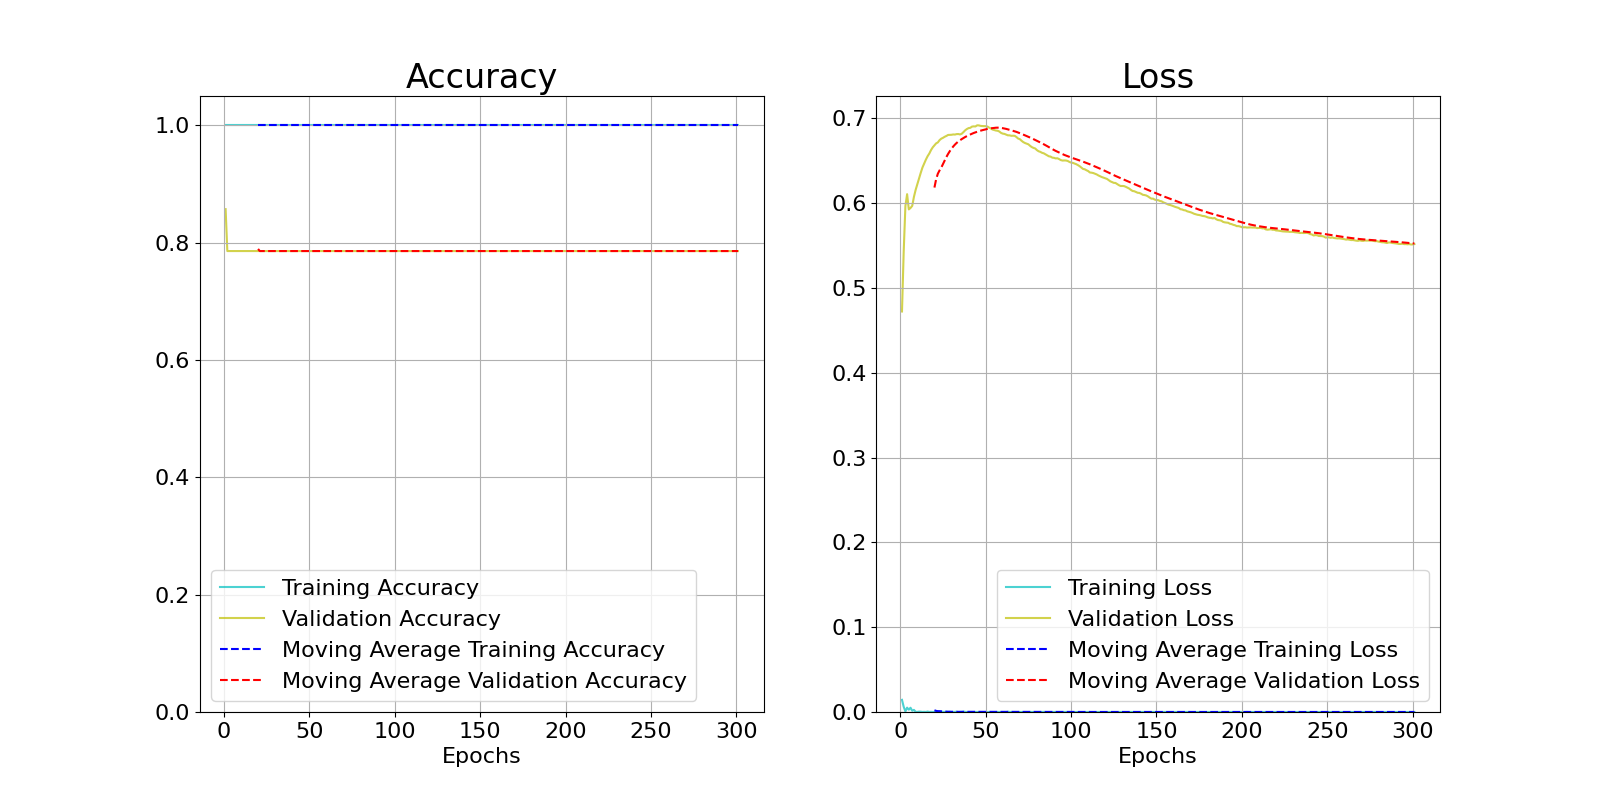 Accuracy
1.0
0.8
0.6
0.4
0.2
0.0
0 50 100 150 200 250 300
Epochs
Training Accuracy
Validation Accuracy
Moving Average Training Accuracy
Moving Average Validation Accuracy
Loss
0.7
0.6
0.5
0.4
0.3
0.2
0.1
0.0
0 50 100 150 200 250 300
Epochs
Training Loss
Validation Loss
Moving Average Training Loss
Moving Average Validation Loss